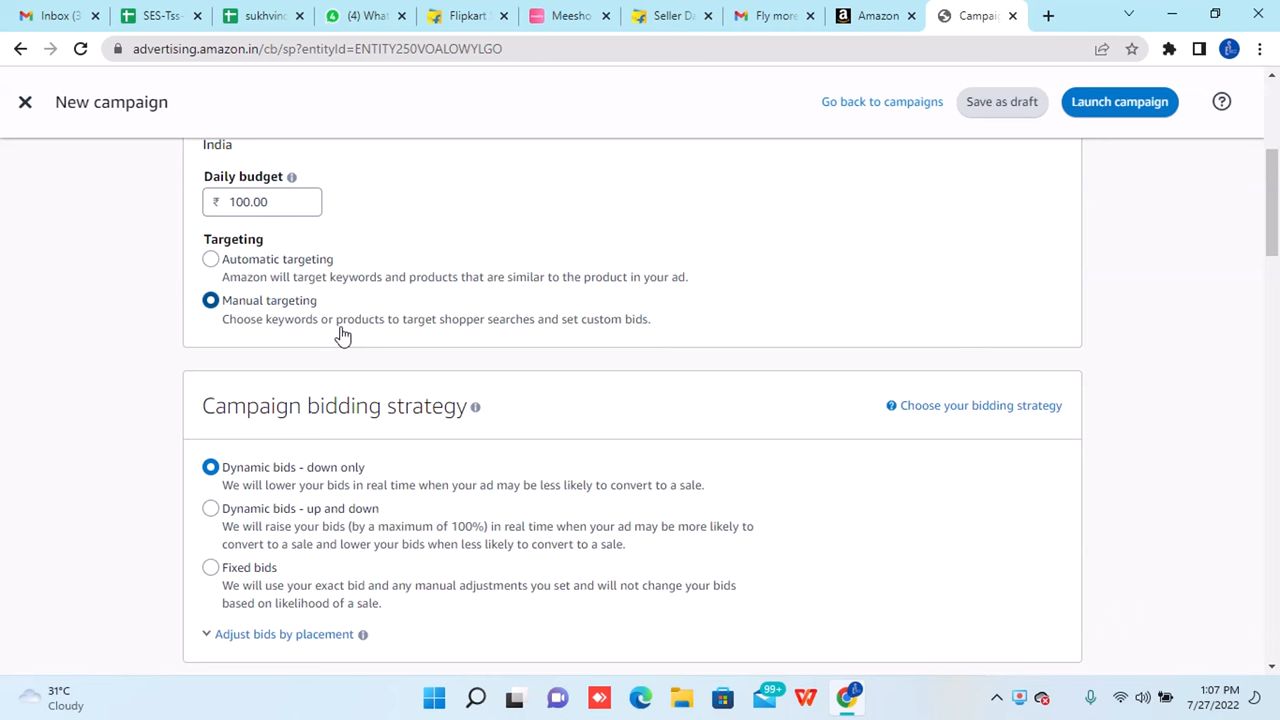 Inbox (3
SES-Tss-
sukhvinc
(4) What
Flipkart
Meesho
Seller Da
Fly more
Amazon
Campaig
advertising.amazon.in/cb/sp?entityId=ENTITY250VOALOWYLGO
New campaign
Go back to campaigns
Save as draft
Launch campaign
India
Daily budget
₹ 100.00
Targeting
Automatic targeting
Amazon will target keywords and products that are similar to the product in your ad.
Manual targeting
Choose keywords or products to target shopper searches and set custom bids.
Campaign bidding strategy
Choose your bidding strategy
Dynamic bids - down only
We will lower your bids in real time when your ad may be less likely to convert to a sale.
Dynamic bids - up and down
We will raise your bids (by a maximum of 100%) in real time when your ad may be more likely to
convert to a sale and lower your bids when less likely to convert to a sale.
Fixed bids
We will use your exact bid and any manual adjustments you set and will not change your bids
based on likelihood of a sale.
Adjust bids by placement
31°C
Cloudy
99+
1:07 PM
7/27/2022